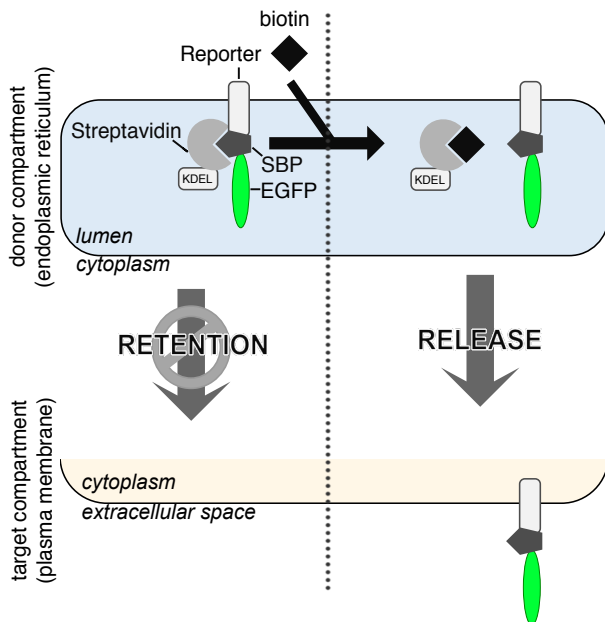 biotin
Reporter
Streptavidin
SBP
KDEL
EGFP
KDEL
lumen
cytoplasm
donor compartment
(endoplasmic reticulum)
RETENTION
RELEASE
cytoplasm
extracellular space
target compartment
(plasma membrane)